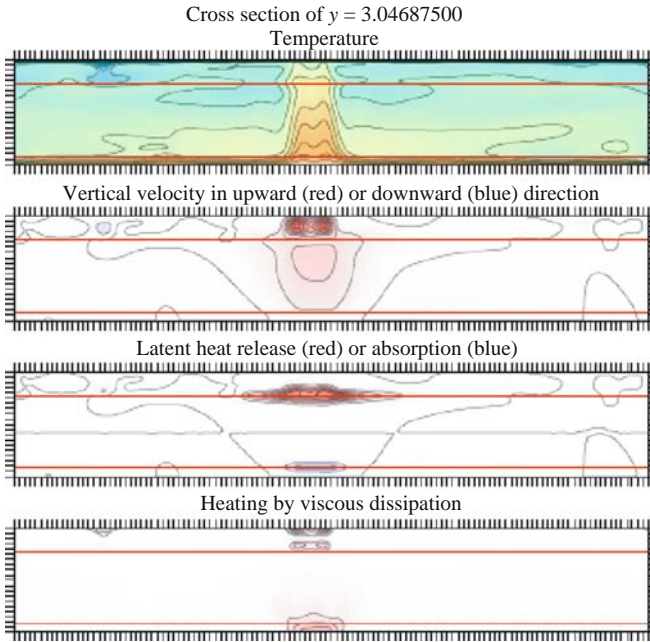 Cross section of y = 3.04687500
Temperature
Vertical velocity in upward (red) or downward (blue) direction
Latent heat release (red) or absorption (blue)
Heating by viscous dissipation